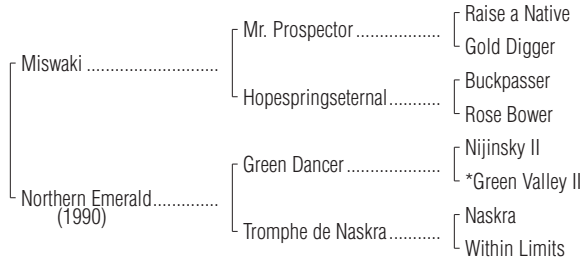 Raise a Native
Mr. Prospector ...................
Gold Digger
Miswaki ..............................
Buckpasser
Hopespringseternal...........
Rose Bower
Nijinsky II
Green Dancer .....................
*Green Valley II
Northern Emerald...............
(1990)
Naskra
Tromphe de Naskra...........
Within Limits